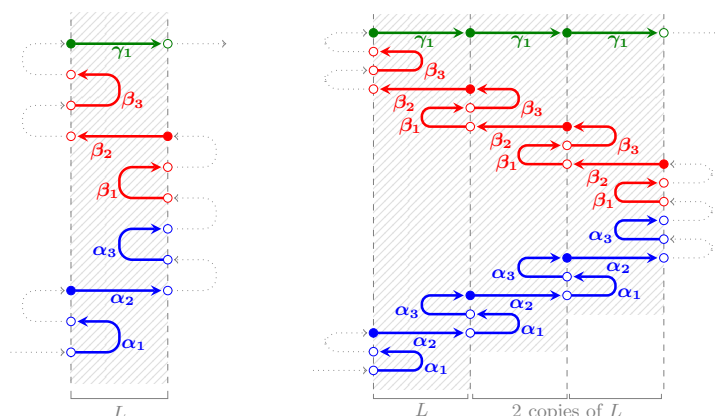 γ₁ γ₁ γ₁ γ₁
β₃ β₃
β₂ β₂ β₃
β₁ β₂ β₃
β₁ β₁ β₂
β₁
α₃ α₃
α₂ α₃ α₂
α₃ α₂ α₁
α₁ α₂ α₁
α₁
L L 2 copies of L